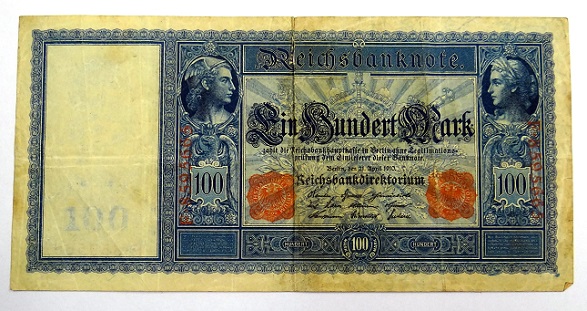 Reichsbanknote.
Ein Hundert Mark
zahlt die Reichsbankhauptkasse in Berlin ohne Legitimations-
prüfung dem Einlieferer dieser Banknote.
Berlin, den 21. April 1910.
Reichsbankdirektorium
100
100
HUNDERT
100
HUNDERT
100